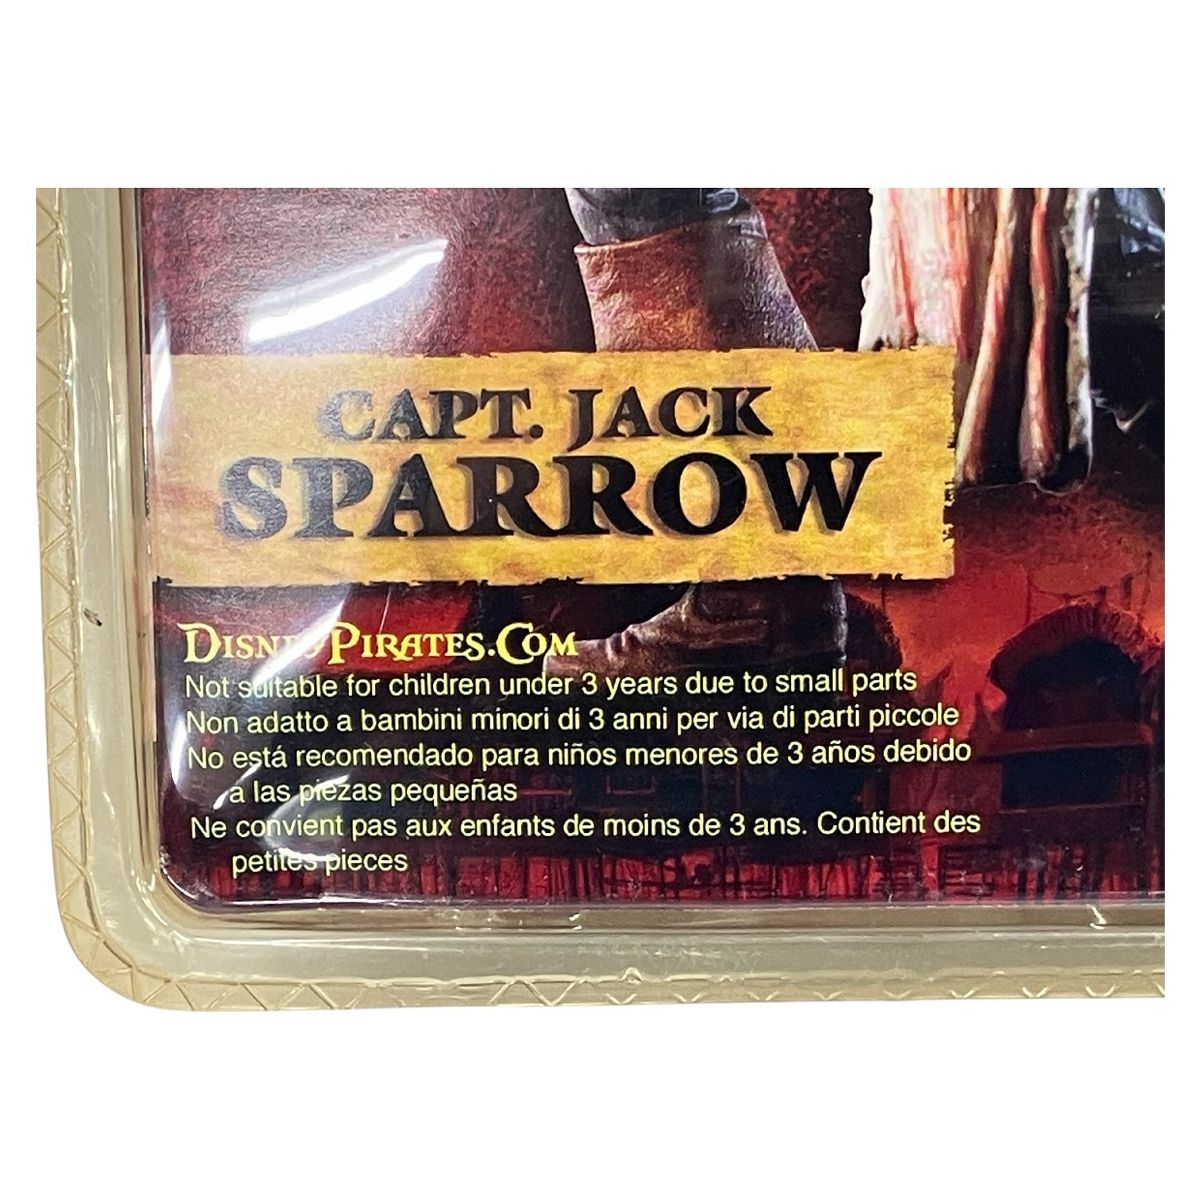 CAPT. JACK
SPARROW
DISNEYPIRATES.COM
Not suitable for children under 3 years due to small parts
Non adatto a bambini minori di 3 anni per via di parti piccole
No está recomendado para niños menores de 3 años debido
a las piezas pequeñas
Ne convient pas aux enfants de moins de 3 ans. Contient des
petites pieces